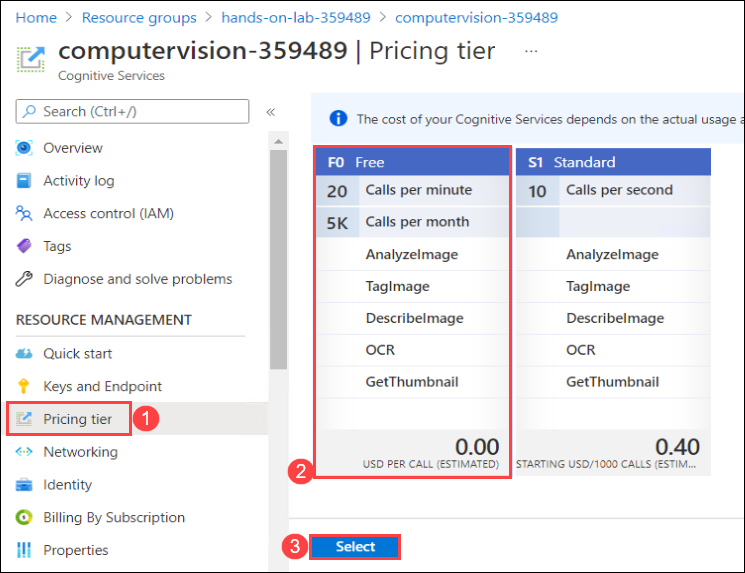 Home > Resource groups > hands-on-lab-359489 > computervision-359489
computervision-359489 | Pricing tier ...
Cognitive Services
Search (Ctrl+/)
«
Overview
Activity log
Access control (IAM)
Tags
Diagnose and solve problems
RESOURCE MANAGEMENT
Quick start
Keys and Endpoint
Pricing tier
1
Networking
Identity
Billing By Subscription
Properties
The cost of your Cognitive Services depends on the actual usage a
F0 Free
20 Calls per minute
5K Calls per month
AnalyzeImage
TagImage
DescribeImage
OCR
GetThumbnail
0.00
USD PER CALL (ESTIMATED)
2
S1 Standard
10 Calls per second
AnalyzeImage
TagImage
DescribeImage
OCR
GetThumbnail
0.40
STARTING USD/1000 CALLS (ESTIM...
3
Select